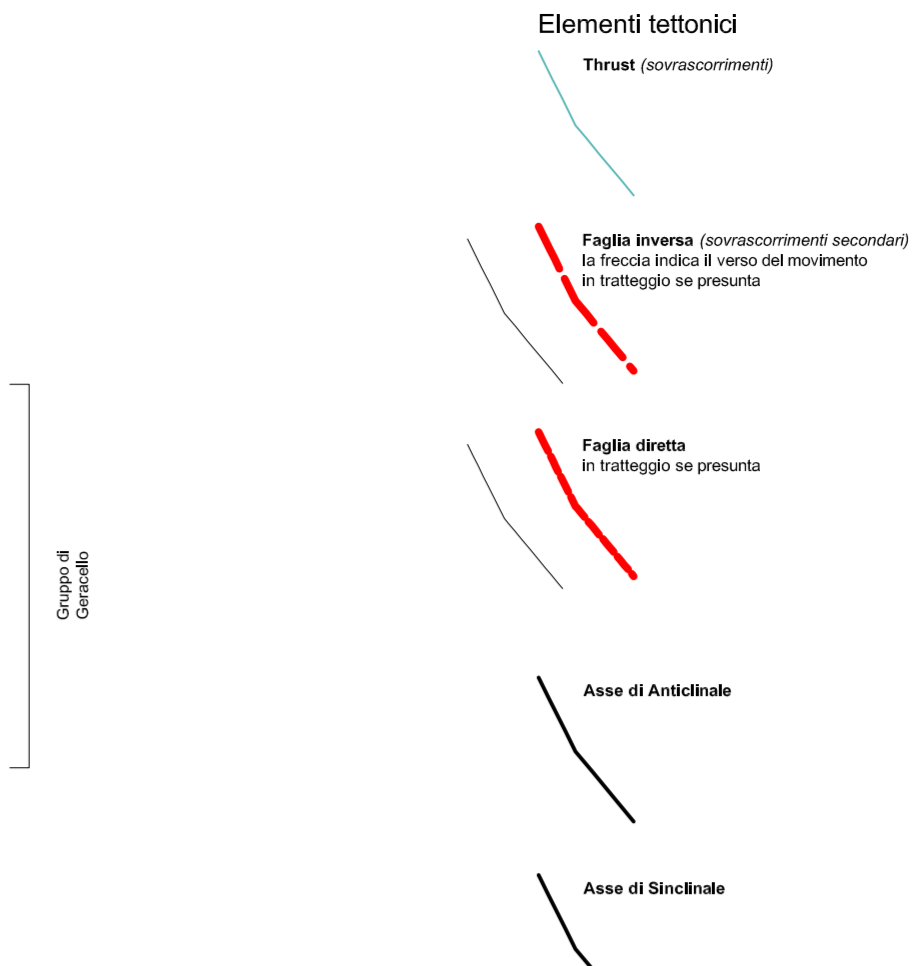 Elementi tettonici
Thrust (sovrascorrimenti)
Faglia inversa (sovrascorrimenti secondari)
la freccia indica il verso del movimento
in tratteggio se presunta
Faglia diretta
in tratteggio se presunta
Gruppo di
Geracello
Asse di Anticlinale
Asse di Sinclinale